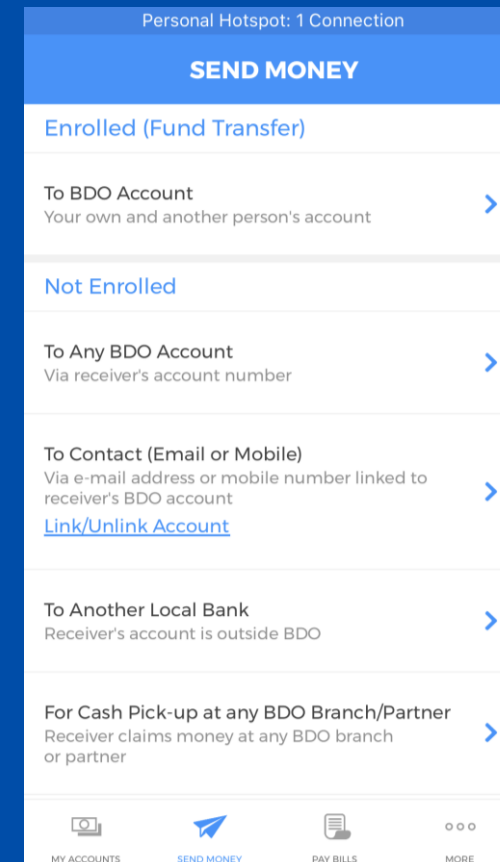 Personal Hotspot: 1 Connection
SEND MONEY
Enrolled (Fund Transfer)
To BDO Account
Your own and another person's account
Not Enrolled
To Any BDO Account
Via receiver's account number
To Contact (Email or Mobile)
Via e-mail address or mobile number linked to
receiver's BDO account
Link/Unlink Account
To Another Local Bank
Receiver's account is outside BDO
For Cash Pick-up at any BDO Branch/Partner
Receiver claims money at any BDO branch
or partner
MY ACCOUNTS SEND MONEY PAY BILLS MORE